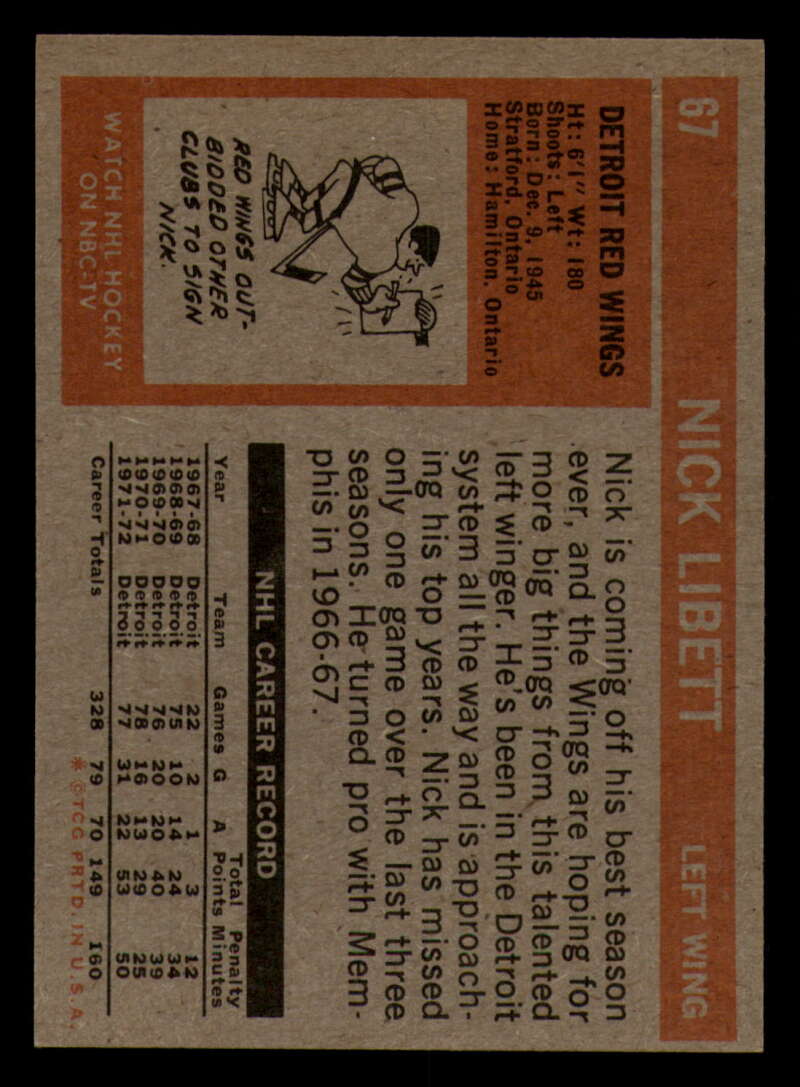 67 NICK LIBETT LEFT WING
DETROIT RED WINGS
Ht: 6'1" Wt: 180
Shoots: Left
Born: Dec. 9, 1945
Stratford, Ontario
Home: Hamilton, Ontario
RED WINGS OUT-
BIDDED OTHER
CLUBS TO SIGN
NICK.
WATCH NHL HOCKEY
ON NBC-TV
Nick is coming off his best season
ever, and the Wings are hoping for
more big things from this talented
left winger. He's been in the Detroit
system all the way and is approach-
ing his top years. Nick has missed
only one game over the last three
seasons. He turned pro with Mem-
phis in 1966-67.
NHL CAREER RECORD
Total Penalty
Year Team Games G A Points Minutes
1967-68 Detroit 22 2 1 3 12
1968-69 Detroit 75 10 14 24 34
1969-70 Detroit 76 20 20 40 39
1970-71 Detroit 78 16 13 29 25
1971-72 Detroit 77 31 22 53 50
Career Totals 328 79 70 149 160
* © TCG PRTD. IN U.S.A.